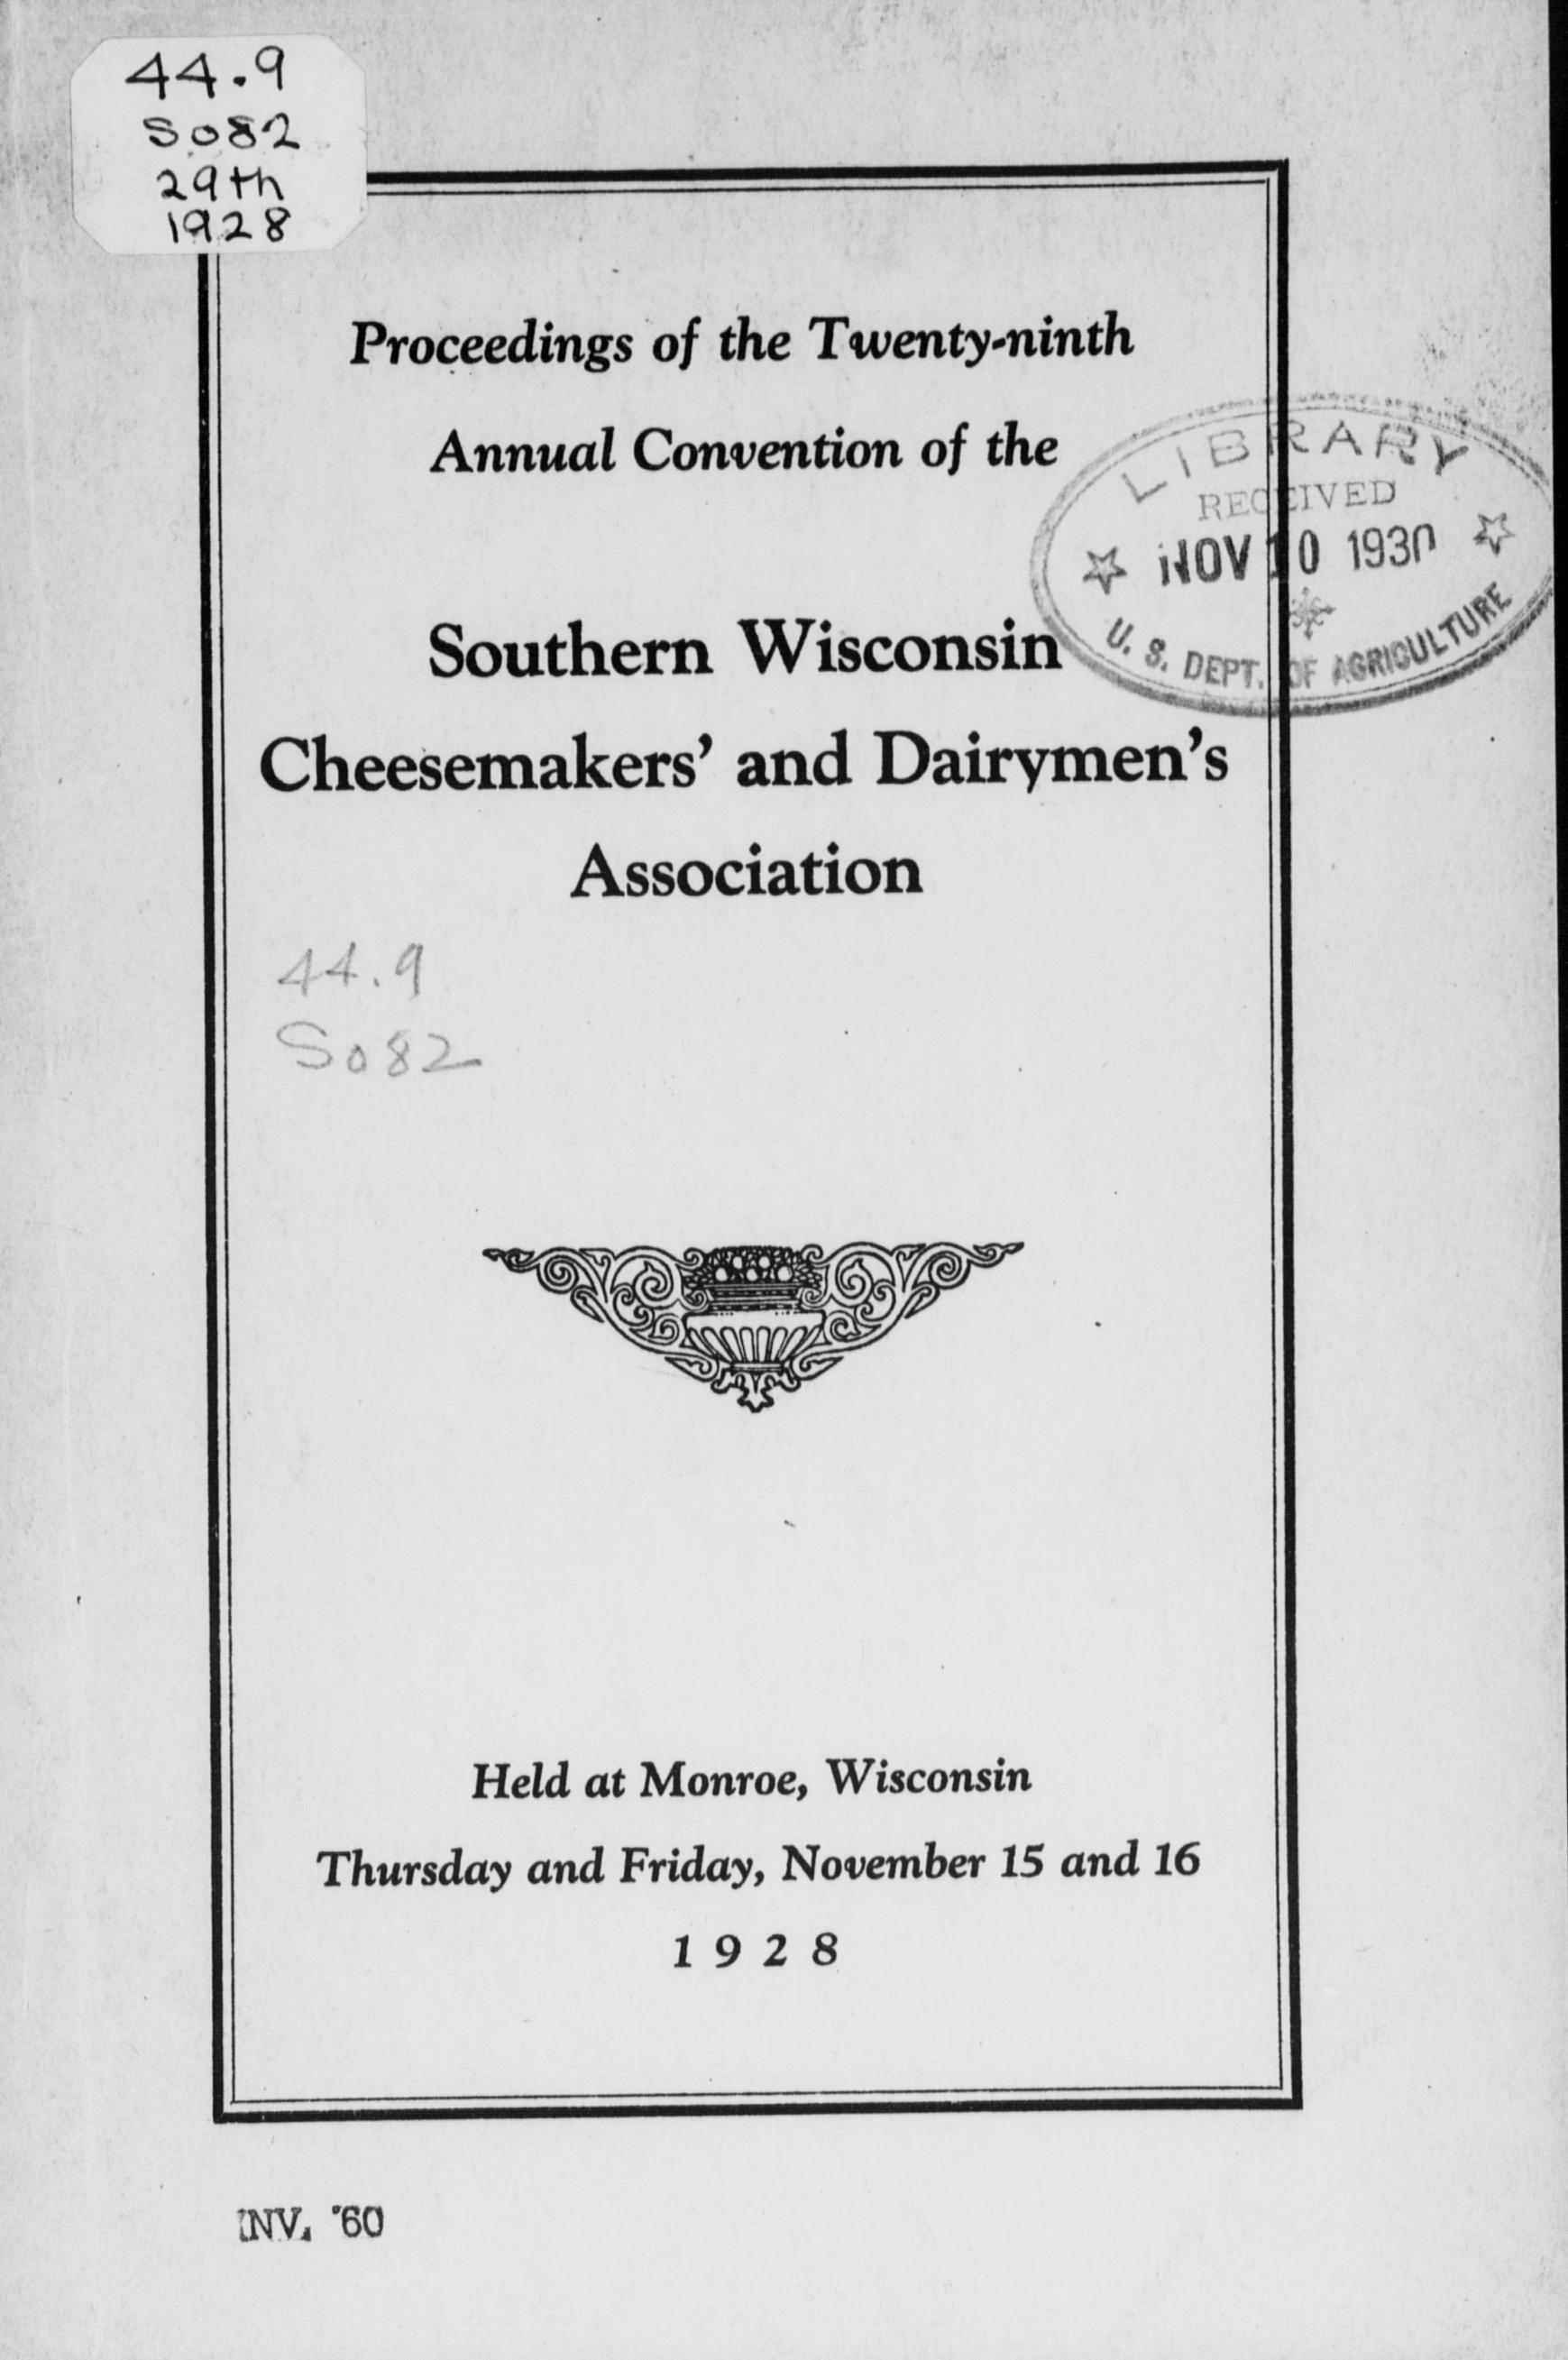 44.9
So82
29th
1928
Proceedings of the Twenty-ninth
Annual Convention of the
LIBRARY
RECEIVED
NOV 10 1930
U. S. DEPT. OF AGRICULTURE
Southern Wisconsin
Cheesemakers' and Dairymen's
Association
44.9
So82
Held at Monroe, Wisconsin
Thursday and Friday, November 15 and 16
1928
INV. '60